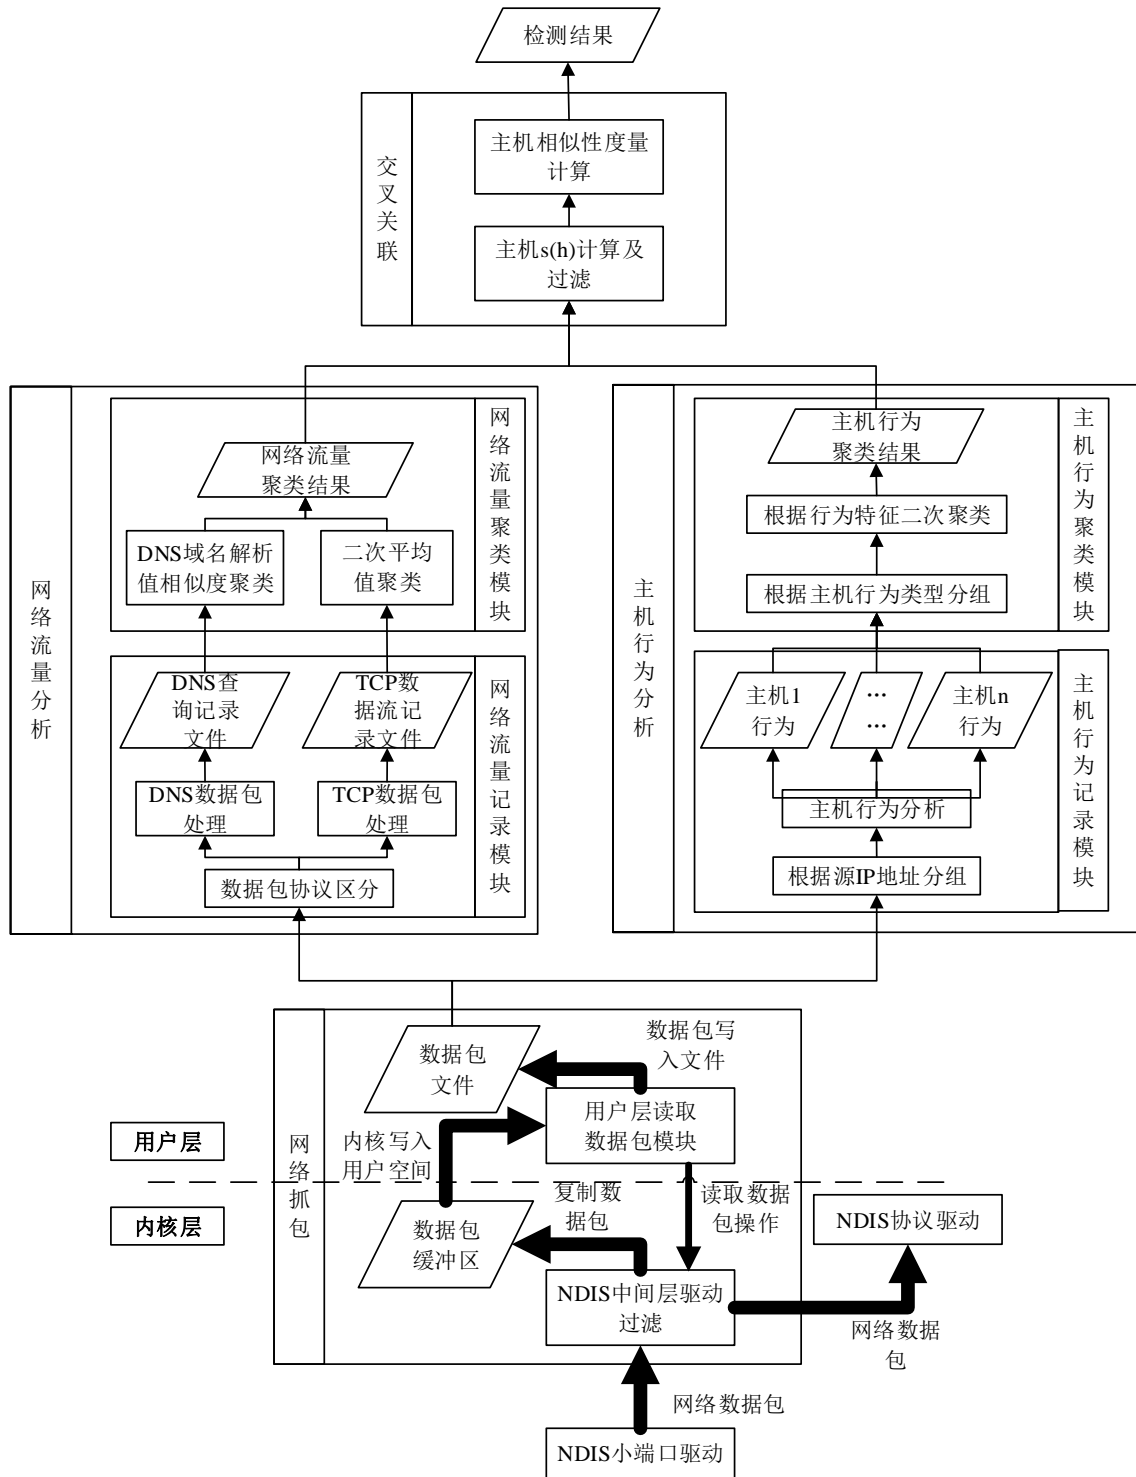 检测结果
交叉关联
主机相似性度量
计算
主机s(h)计算及
过滤
网络流量分析
网络流量聚类模块
网络流量
聚类结果
DNS域名解析
值相似度聚类
二次平均
值聚类
网络流量记录模块
DNS查
询记录
文件
TCP数
据流记
录文件
DNS数据包
处理
TCP数据包
处理
数据包协议区分
主机行为分析
主机行为聚类模块
主机行为
聚类结果
根据行为特征二次聚类
根据主机行为类型分组
主机行为记录模块
主机1
行为
...
...
主机n
行为
主机行为分析
根据源IP地址分组
网络抓包
数据包
文件
数据包写
入文件
用户层读取
数据包模块
内核写入
用户空间
用户层
内核层
复制数
据包
读取数据
包操作
数据包
缓冲区
NDIS中间层驱动
过滤
NDIS协议驱动
网络数据
包
网络数据包
NDIS小端口驱动